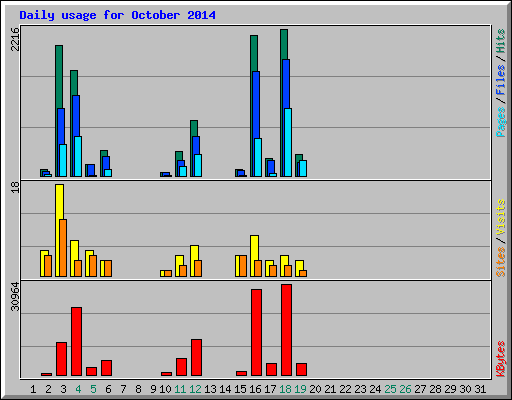 Daily usage for October 2014
2216
Pages / Files / Hits
18
Sites / Visits
30964
KBytes
1 2 3 4 5 6 7 8 9 10 11 12 13 14 15 16 17 18 19 20 21 22 23 24 25 26 27 28 29 30 31